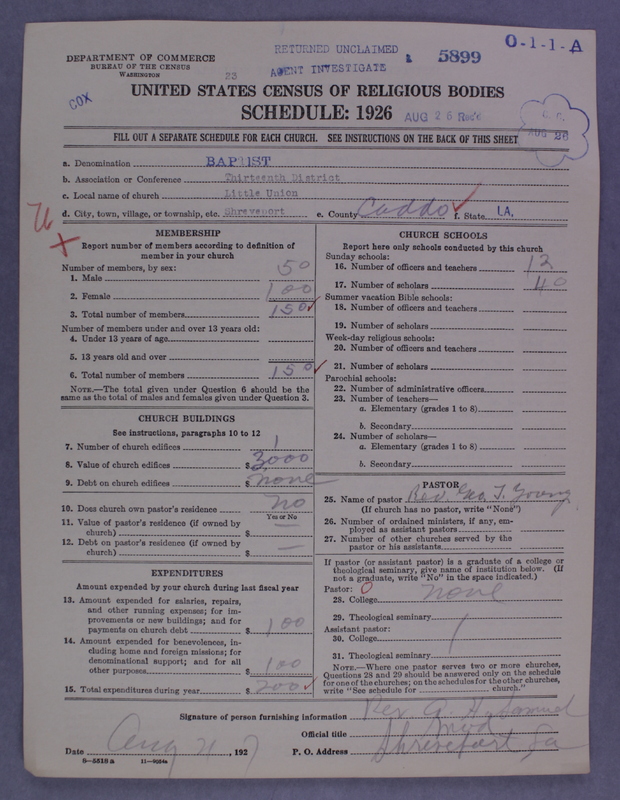 RETURNED UNCLAIMED
AGENT INVESTIGATE
5899
O-1-1-A
DEPARTMENT OF COMMERCE
BUREAU OF THE CENSUS
WASHINGTON
23
COX
UNITED STATES CENSUS OF RELIGIOUS BODIES
SCHEDULE: 1926
AUG 26 Rec'd
AUG 26
FILL OUT A SEPARATE SCHEDULE FOR EACH CHURCH. SEE INSTRUCTIONS ON THE BACK OF THIS SHEET
a. Denomination BAPTIST
b. Association or Conference Thirteenth District
c. Local name of church Little Union
d. City, town, village, or township, etc. Shreveport e. County Caddo f. State LA.
MEMBERSHIP
Report number of members according to definition of
member in your church
Number of members, by sex:
1. Male 50
2. Female 100
3. Total number of members 150
Number of members under and over 13 years old:
4. Under 13 years of age
5. 13 years old and over
6. Total number of members 150
NOTE.—The total given under Question 6 should be the
same as the total of males and females given under Question 3.
CHURCH BUILDINGS
See instructions, paragraphs 10 to 12
7. Number of church edifices 1
8. Value of church edifices $ 3000
9. Debt on church edifices $ none
10. Does church own pastor's residence no
Yes or No
11. Value of pastor's residence (if owned by
church) $ —
12. Debt on pastor's residence (if owned by
church) $ —
EXPENDITURES
Amount expended by your church during last fiscal year
13. Amount expended for salaries, repairs,
and other running expenses; for im-
provements or new buildings; and for
payments on church debt $ 100
14. Amount expended for benevolences, in-
cluding home and foreign missions; for
denominational support; and for all
other purposes $ 100
15. Total expenditures during year $ 200
CHURCH SCHOOLS
Report here only schools conducted by this church
Sunday schools:
16. Number of officers and teachers 12
17. Number of scholars 40
Summer vacation Bible schools:
18. Number of officers and teachers
19. Number of scholars
Week-day religious schools:
20. Number of officers and teachers
21. Number of scholars
Parochial schools:
22. Number of administrative officers
23. Number of teachers—
a. Elementary (grades 1 to 8)
b. Secondary
24. Number of scholars—
a. Elementary (grades 1 to 8)
b. Secondary
PASTOR
25. Name of pastor Rev. Geo. T. Young
(If church has no pastor, write "None")
26. Number of ordained ministers, if any, em-
ployed as assistant pastors
27. Number of other churches served by the
pastor or his assistants
If pastor (or assistant pastor) is a graduate of a college or
theological seminary, give name of institution below. (If
not a graduate, write "No" in the space indicated.)
Pastor: 0
28. College none
29. Theological seminary
Assistant pastor:
30. College
31. Theological seminary
NOTE.—Where one pastor serves two or more churches,
Questions 28 and 29 should be answered only on the schedule
for one of the churches; on the schedules for the other churches,
write "See schedule for church."
Signature of person furnishing information Rev A. D. Samuel
Official title Mod
Date Aug 21, 1927 P. O. Address Shreveport La
8—5518a 11—9084a